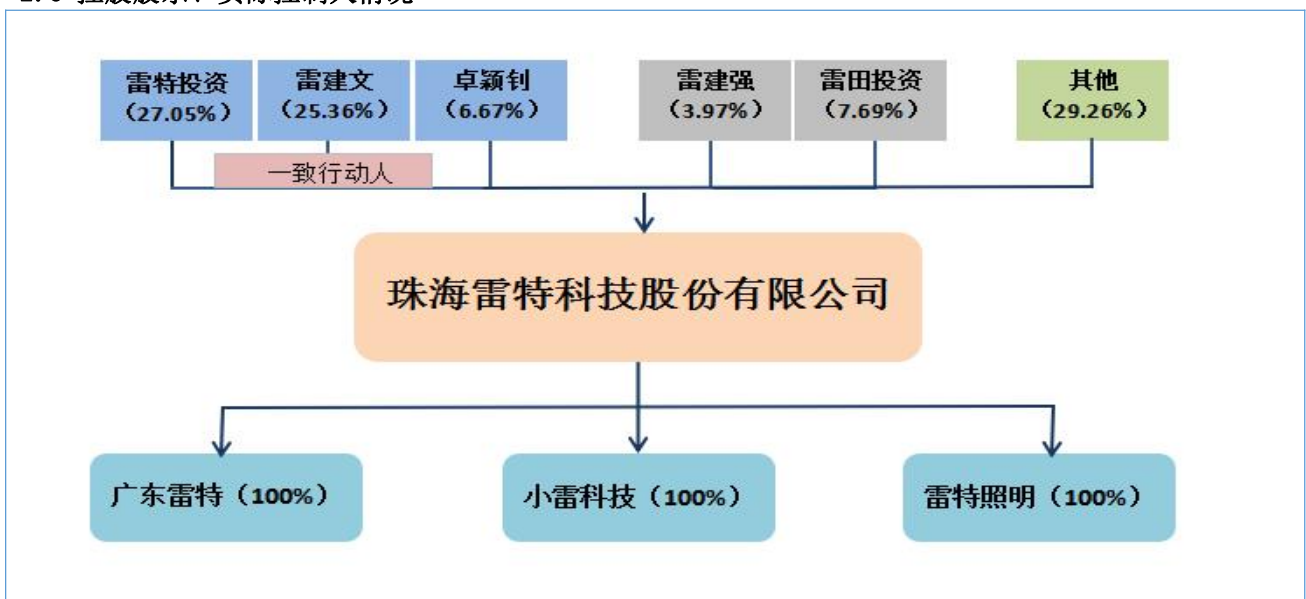 雷特投资
（27.05%）
雷建文
（25.36%）
卓颖钊
（6.67%）
雷建强
（3.97%）
雷田投资
（7.69%）
其他
（29.26%）
一致行动人
珠海雷特科技股份有限公司
广东雷特（100%）
小雷科技（100%）
雷特照明（100%）